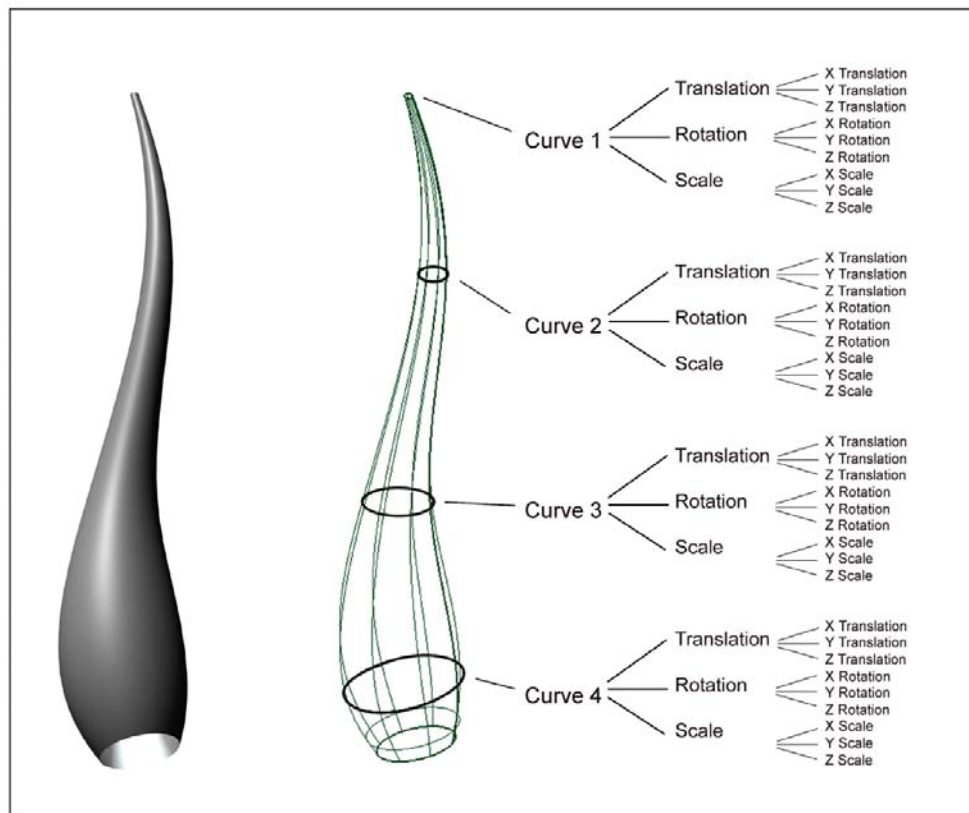 Curve 1
Translation
X Translation
Y Translation
Z Translation
Rotation
X Rotation
Y Rotation
Z Rotation
Scale
X Scale
Y Scale
Z Scale
Curve 2
Translation
X Translation
Y Translation
Z Translation
Rotation
X Rotation
Y Rotation
Z Rotation
Scale
X Scale
Y Scale
Z Scale
Curve 3
Translation
X Translation
Y Translation
Z Translation
Rotation
X Rotation
Y Rotation
Z Rotation
Scale
X Scale
Y Scale
Z Scale
Curve 4
Translation
X Translation
Y Translation
Z Translation
Rotation
X Rotation
Y Rotation
Z Rotation
Scale
X Scale
Y Scale
Z Scale